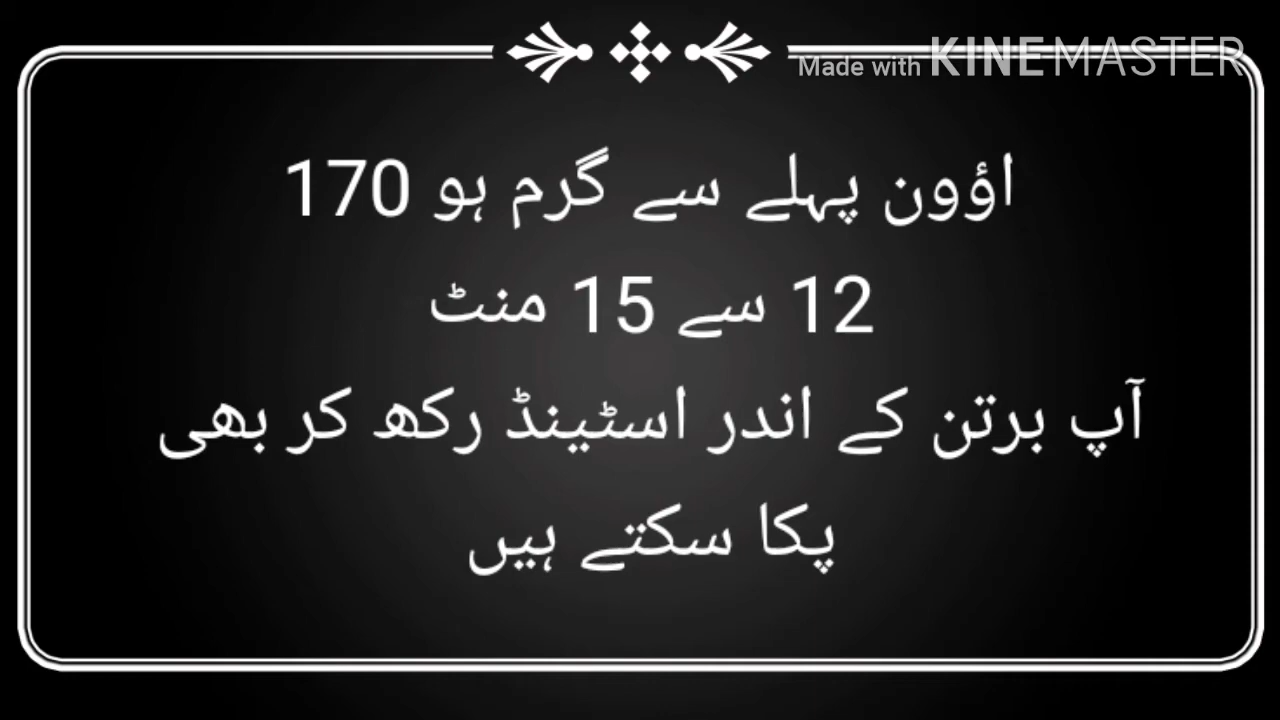 Made with KINEMASTER
اؤون پہلے سے گرم ہو 170
12 سے 15 منٹ
آپ برتن کے اندر اسٹینڈ رکھ کر بھی
پکا سکتے ہیں